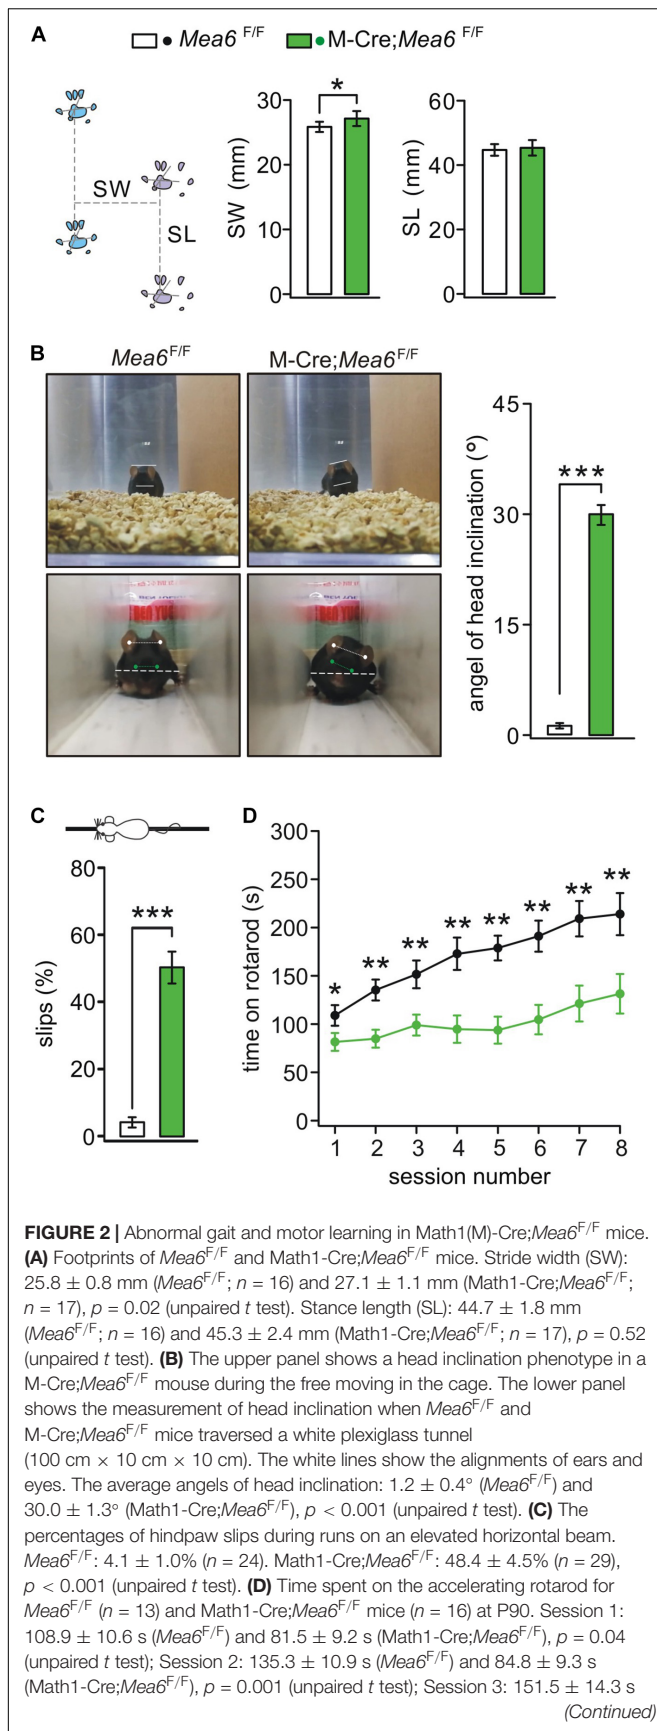 A
Mea6 F/F M-Cre;Mea6 F/F
SW
SL
SW (mm)
30
20
10
0
*
SL (mm)
60
40
20
0
B
Mea6F/F M-Cre;Mea6F/F
angel of head inclination (°)
45
30
15
0
***
C
slips (%)
80
60
40
20
0
***
D
time on rotarod (s)
300
250
200
150
100
50
0
* ** ** ** ** ** ** **
1 2 3 4 5 6 7 8
session number
FIGURE 2 | Abnormal gait and motor learning in Math1(M)-Cre;Mea6F/F mice.
(A) Footprints of Mea6F/F and Math1-Cre;Mea6F/F mice. Stride width (SW):
25.8 ± 0.8 mm (Mea6F/F; n = 16) and 27.1 ± 1.1 mm (Math1-Cre;Mea6F/F;
n = 17), p = 0.02 (unpaired t test). Stance length (SL): 44.7 ± 1.8 mm
(Mea6F/F; n = 16) and 45.3 ± 2.4 mm (Math1-Cre;Mea6F/F; n = 17), p = 0.52
(unpaired t test). (B) The upper panel shows a head inclination phenotype in a
M-Cre;Mea6F/F mouse during the free moving in the cage. The lower panel
shows the measurement of head inclination when Mea6F/F and
M-Cre;Mea6F/F mice traversed a white plexiglass tunnel
(100 cm × 10 cm × 10 cm). The white lines show the alignments of ears and
eyes. The average angels of head inclination: 1.2 ± 0.4° (Mea6F/F) and
30.0 ± 1.3° (Math1-Cre;Mea6F/F), p < 0.001 (unpaired t test). (C) The
percentages of hindpaw slips during runs on an elevated horizontal beam.
Mea6F/F: 4.1 ± 1.0% (n = 24). Math1-Cre;Mea6F/F: 48.4 ± 4.5% (n = 29),
p < 0.001 (unpaired t test). (D) Time spent on the accelerating rotarod for
Mea6F/F (n = 13) and Math1-Cre;Mea6F/F mice (n = 16) at P90. Session 1:
108.9 ± 10.6 s (Mea6F/F) and 81.5 ± 9.2 s (Math1-Cre;Mea6F/F), p = 0.04
(unpaired t test); Session 2: 135.3 ± 10.9 s (Mea6F/F) and 84.8 ± 9.3 s
(Math1-Cre;Mea6F/F), p = 0.001 (unpaired t test); Session 3: 151.5 ± 14.3 s
(Continued)